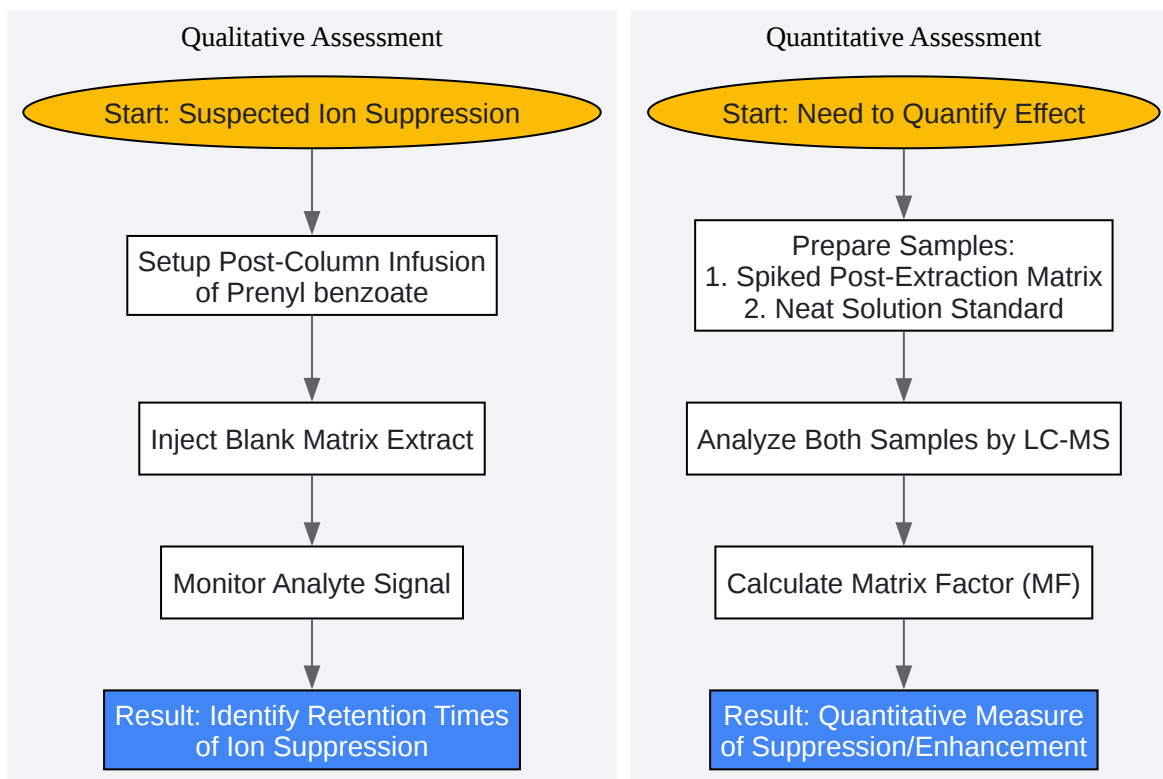 Qualitative Assessment
Start: Suspected Ion Suppression
Setup Post-Column Infusion
of Prenyl benzoate
Inject Blank Matrix Extract
Monitor Analyte Signal
Result: Identify Retention Times
of Ion Suppression
Quantitative Assessment
Start: Need to Quantify Effect
Prepare Samples:
1. Spiked Post-Extraction Matrix
2. Neat Solution Standard
Analyze Both Samples by LC-MS
Calculate Matrix Factor (MF)
Result: Quantitative Measure
of Suppression/Enhancement